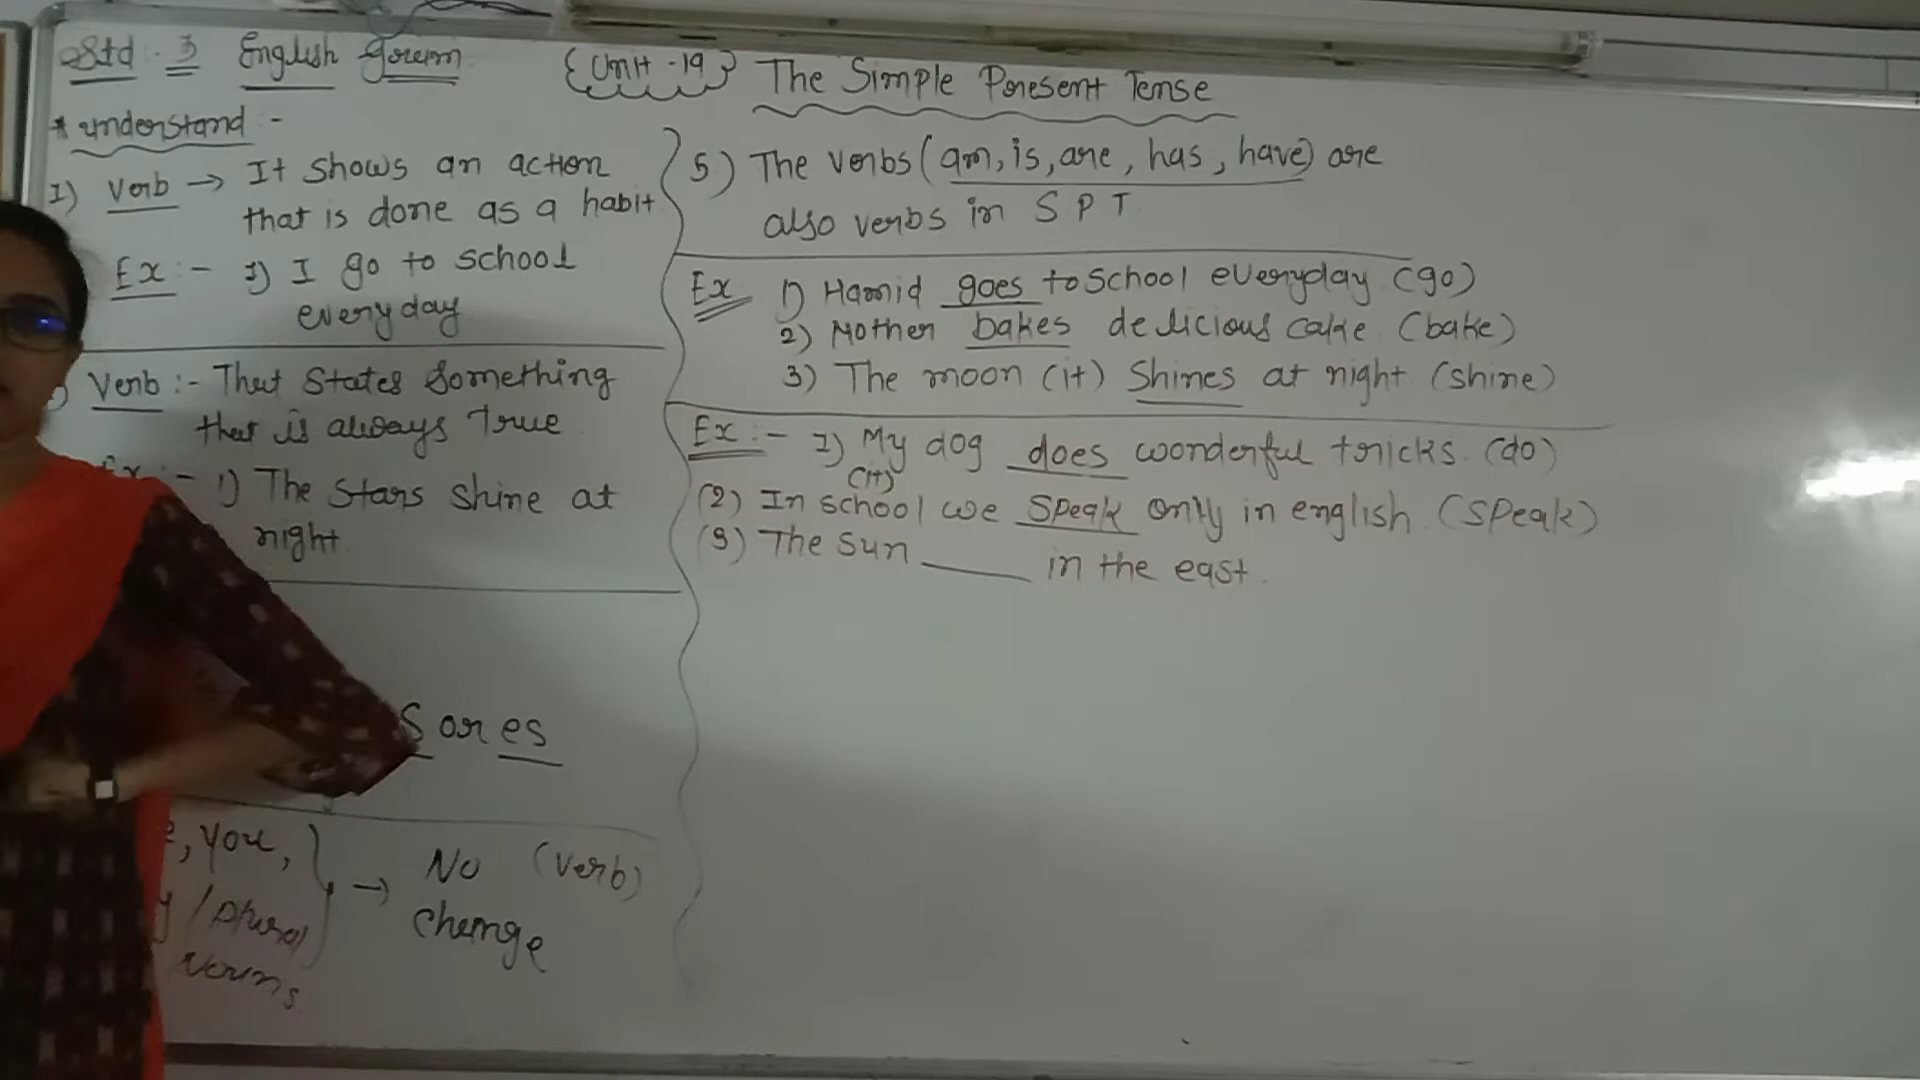 Std. 3 English Gram
{Unit-19} The Simple Present Tense
* understand :-
1) Verb → It shows an action
that is done as a habit
Ex :- 1) I go to school
everyday
) Verb :- That States Something
that is always True
Ex :- 1) The Stars shine at
night.
S or es
, you,
/plural
Nouns
→ No (verb)
change
5) The verbs (am, is, are, has, have) are
also verbs in S P T
Ex 1) Hamid goes to school everyday (go)
2) Mother bakes delicious cake (bake)
3) The moon (it) Shines at night (shine)
Ex :- 1) My dog does wonderful tricks. (do)
(it)
(2) In school we speak only in english. (speak)
(3) The sun ____ in the east.